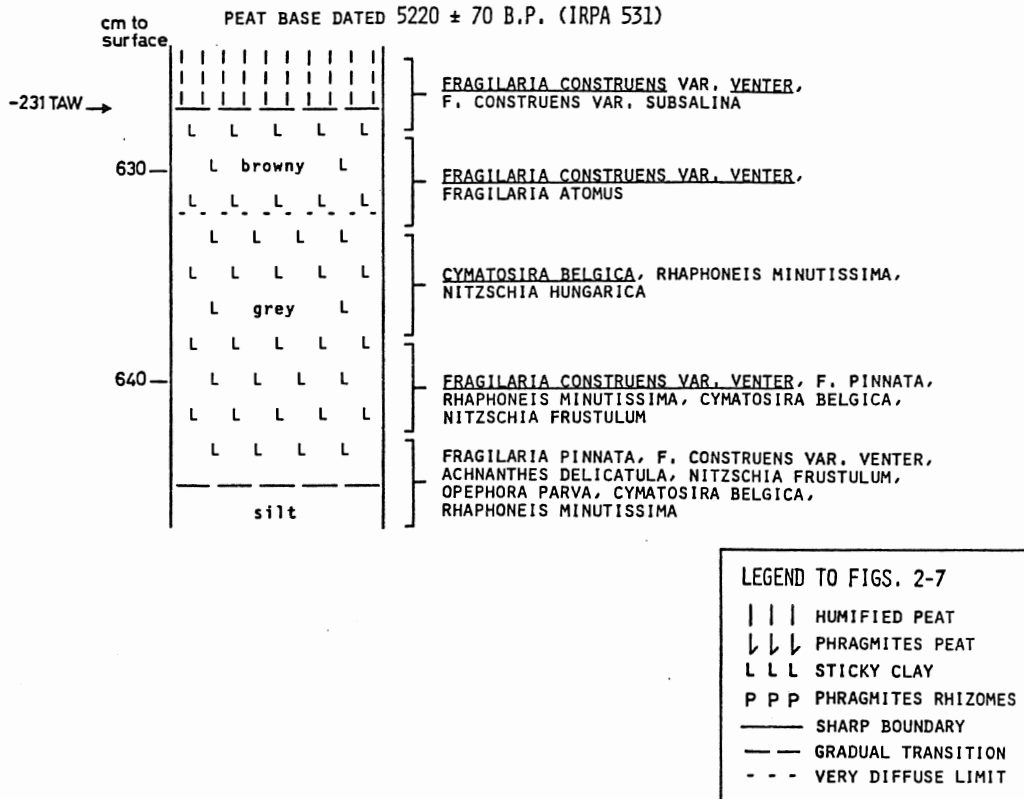 PEAT BASE DATED 5220 ± 70 B.P. (IRPA 531)
cm to
surface
-231 TAW
FRAGILARIA CONSTRUENS VAR. VENTER,
F. CONSTRUENS VAR. SUBSALINA
L L L L L
630
L browny L
FRAGILARIA CONSTRUENS VAR. VENTER,
FRAGILARIA ATOMUS
L L L L L
L L L L
L L L L L
CYMATOSIRA BELGICA, RHAPHONEIS MINUTISSIMA,
NITZSCHIA HUNGARICA
L grey L
L L L L L
640
L L L L
FRAGILARIA CONSTRUENS VAR. VENTER, F. PINNATA,
RHAPHONEIS MINUTISSIMA, CYMATOSIRA BELGICA,
NITZSCHIA FRUSTULUM
L L L L L
L L L L
FRAGILARIA PINNATA, F. CONSTRUENS VAR. VENTER,
ACHNANTHES DELICATULA, NITZSCHIA FRUSTULUM,
OPEPHORA PARVA, CYMATOSIRA BELGICA,
RHAPHONEIS MINUTISSIMA
silt
LEGEND TO FIGS. 2-7
HUMIFIED PEAT
PHRAGMITES PEAT
L L L STICKY CLAY
P P P PHRAGMITES RHIZOMES
SHARP BOUNDARY
GRADUAL TRANSITION
VERY DIFFUSE LIMIT